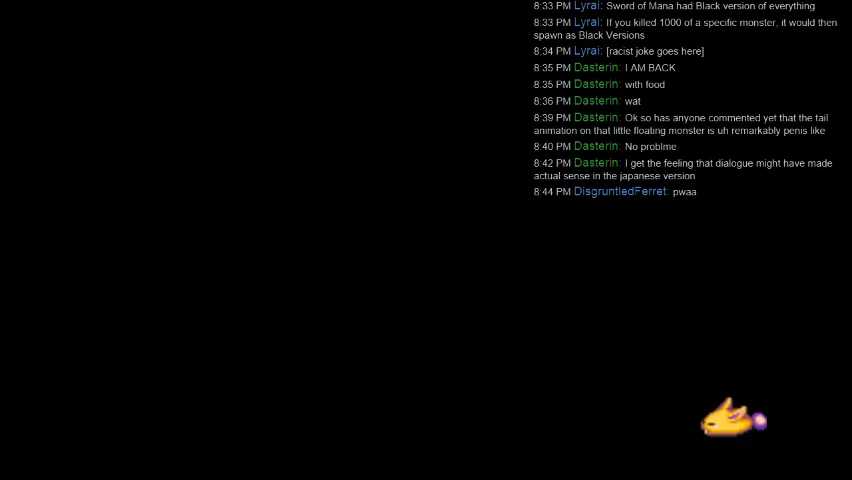 8:33 PM Lyrai: Sword of Mana had Black version of everything
8:33 PM Lyrai: If you killed 1000 of a specific monster, it would then
spawn as Black Versions
8:34 PM Lyrai: [racist joke goes here]
8:35 PM Dasterin: I AM BACK
8:35 PM Dasterin: with food
8:36 PM Dasterin: wat
8:39 PM Dasterin: Ok so has anyone commented yet that the tail
animation on that little floating monster is uh remarkably penis like
8:40 PM Dasterin: No problme
8:42 PM Dasterin: I get the feeling that dialogue might have made
actual sense in the japanese version
8:44 PM DisgruntledFerret: pwaa